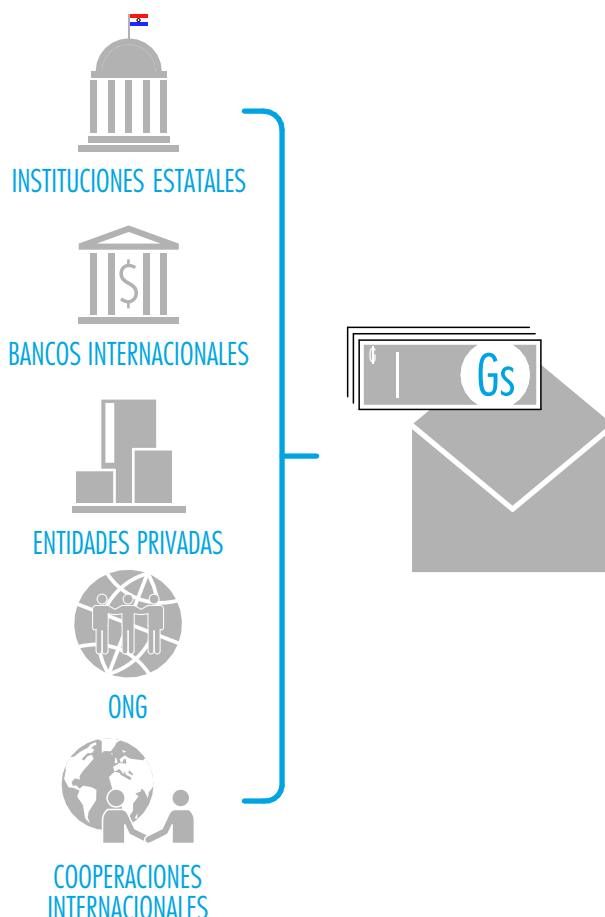 INSTITUCIONES ESTATALES
$
BANCOS INTERNACIONALES
₲
Gs
ENTIDADES PRIVADAS
ONG
COOPERACIONES
INTERNACIONALES